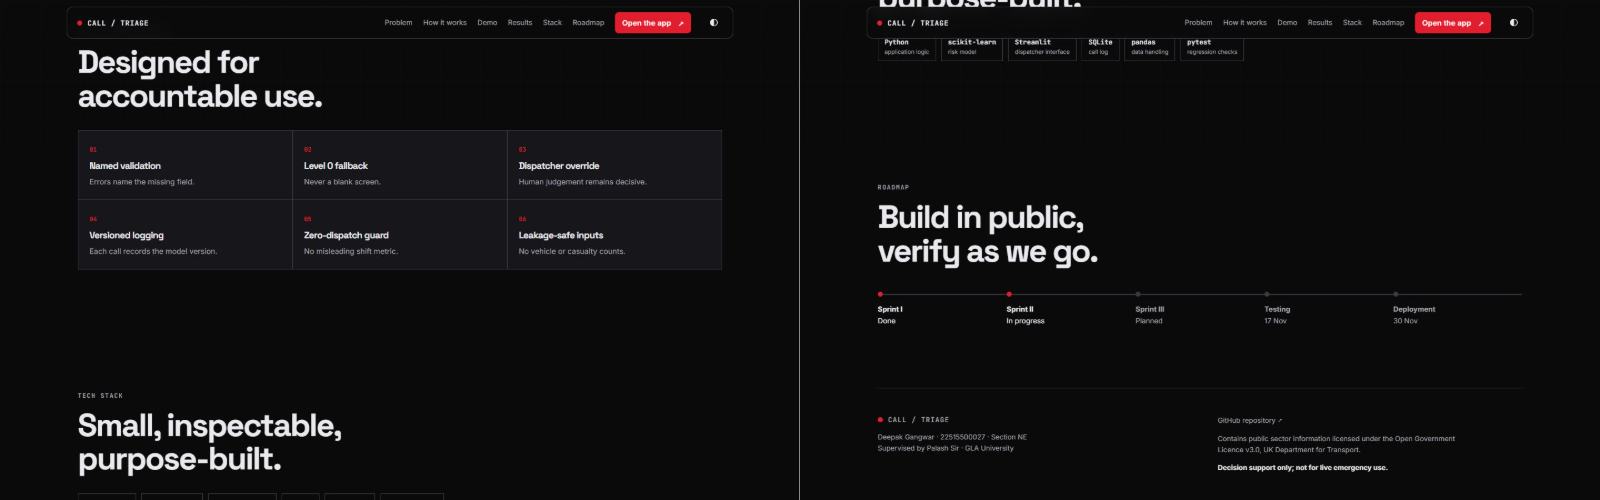 CALL / TRIAGE
Problem How it works Demo Results Stack Roadmap Open the app ↗
Designed for
accountable use.
01
Named validation
Errors name the missing field.
02
Level 0 fallback
Never a blank screen.
03
Dispatcher override
Human judgement remains decisive.
04
Versioned logging
Each call records the model version.
05
Zero-dispatch guard
No misleading shift metric.
06
Leakage-safe inputs
No vehicle or casualty counts.
TECH STACK
Small, inspectable,
purpose-built.
purpose-built.
CALL / TRIAGE
Problem How it works Demo Results Stack Roadmap Open the app ↗
Python
application logic
scikit-learn
risk model
Streamlit
dispatcher interface
SQLite
call log
pandas
data handling
pytest
regression checks
ROADMAP
Build in public,
verify as we go.
Sprint I
Done
Sprint II
In progress
Sprint III
Planned
Testing
17 Nov
Deployment
30 Nov
CALL / TRIAGE
Deepak Gangwar · 22515500027 · Section NE
Supervised by Palash Sir · GLA University
GitHub repository ↗
Contains public sector information licensed under the Open Government
Licence v3.0, UK Department for Transport.
Decision support only; not for live emergency use.